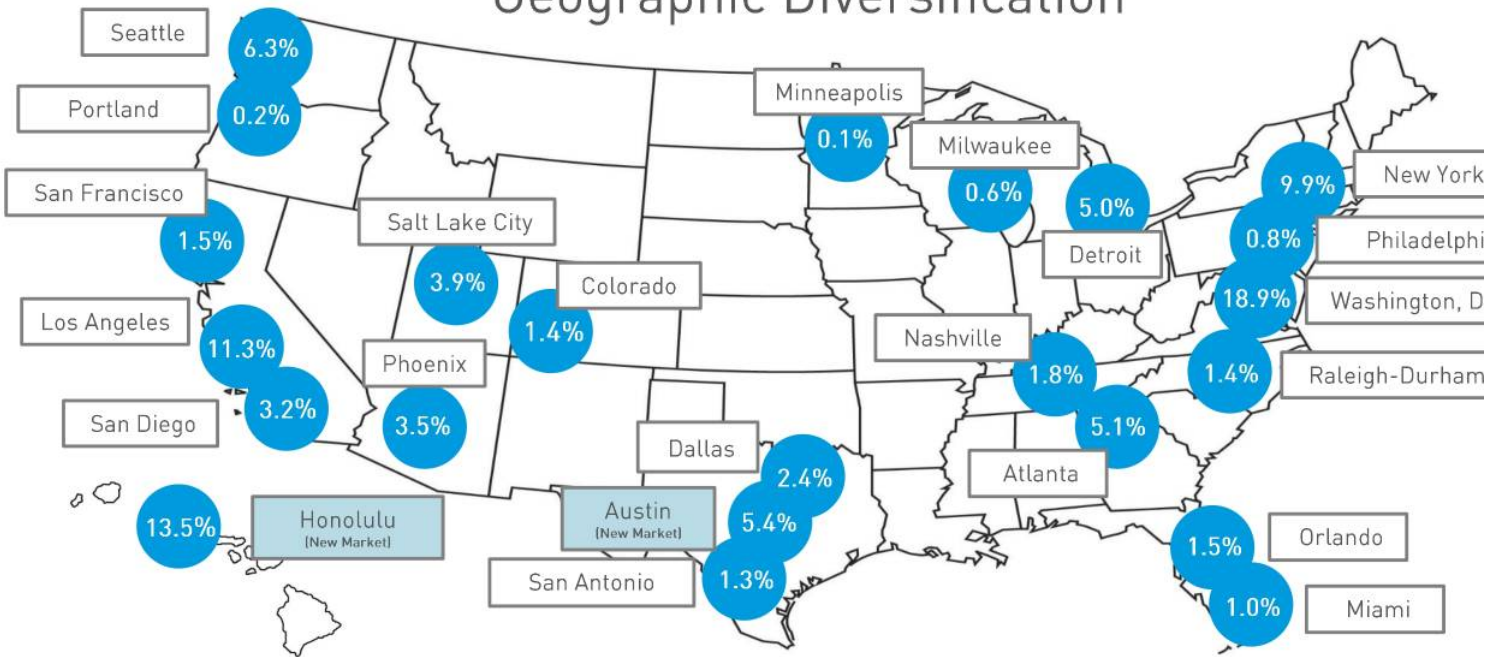 Geographic Diversification
Seattle
6.3%
Portland
0.2%
San Francisco
1.5%
Los Angeles
11.3%
San Diego
3.2%
Salt Lake City
3.9%
Colorado
1.4%
Phoenix
3.5%
Honolulu
(New Market)
13.5%
Minneapolis
0.1%
Milwaukee
0.6%
5.0%
Detroit
9.9%
New York
0.8%
Philadelphi
18.9%
Washington, D
1.4%
Raleigh-Durham
Nashville
1.8%
5.1%
Atlanta
Dallas
2.4%
Austin
(New Market)
5.4%
San Antonio
1.3%
1.5%
Orlando
1.0%
Miami